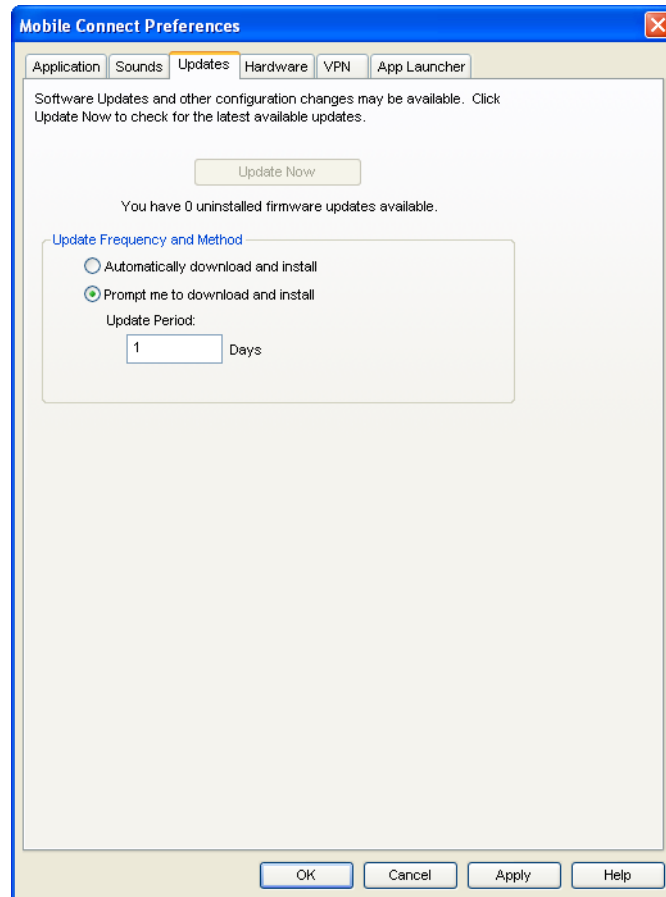 Mobile Connect Preferences
Application Sounds Updates Hardware VPN App Launcher
Software Updates and other configuration changes may be available. Click
Update Now to check for the latest available updates.
Update Now
You have 0 uninstalled firmware updates available.
Update Frequency and Method
Automatically download and install
Prompt me to download and install
Update Period:
1 Days
OK Cancel Apply Help